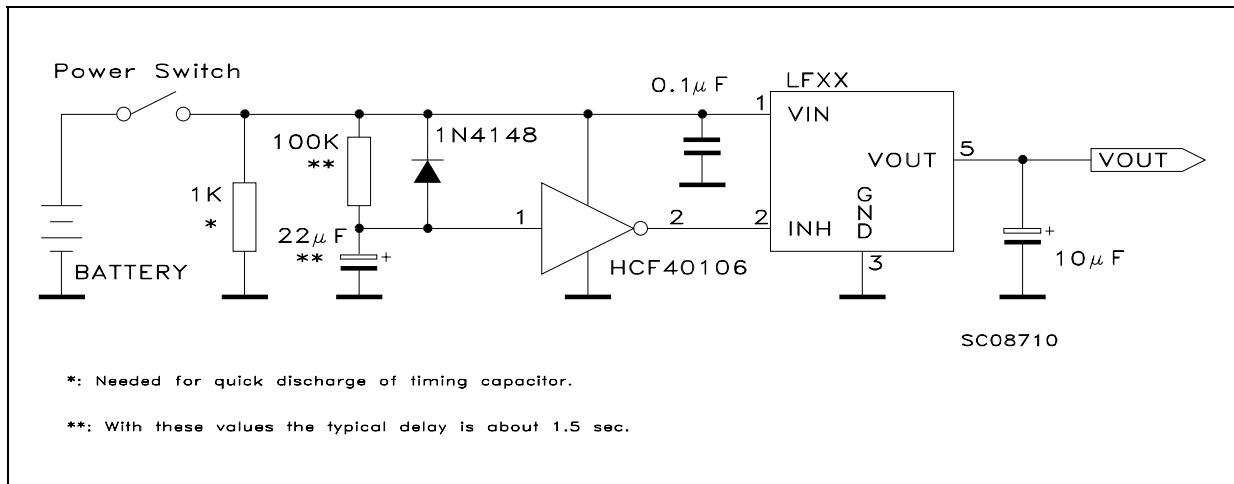 Power Switch
0.1μF
LFXX
1
VIN
100K
**
1N4148
VOUT
5
VOUT
1K
*
GND
1
2
2
INH
22μF
**
+
HCF40106
3
+
10μF
BATTERY
SC08710
*: Needed for quick discharge of timing capacitor.
**: With these values the typical delay is about 1.5 sec.